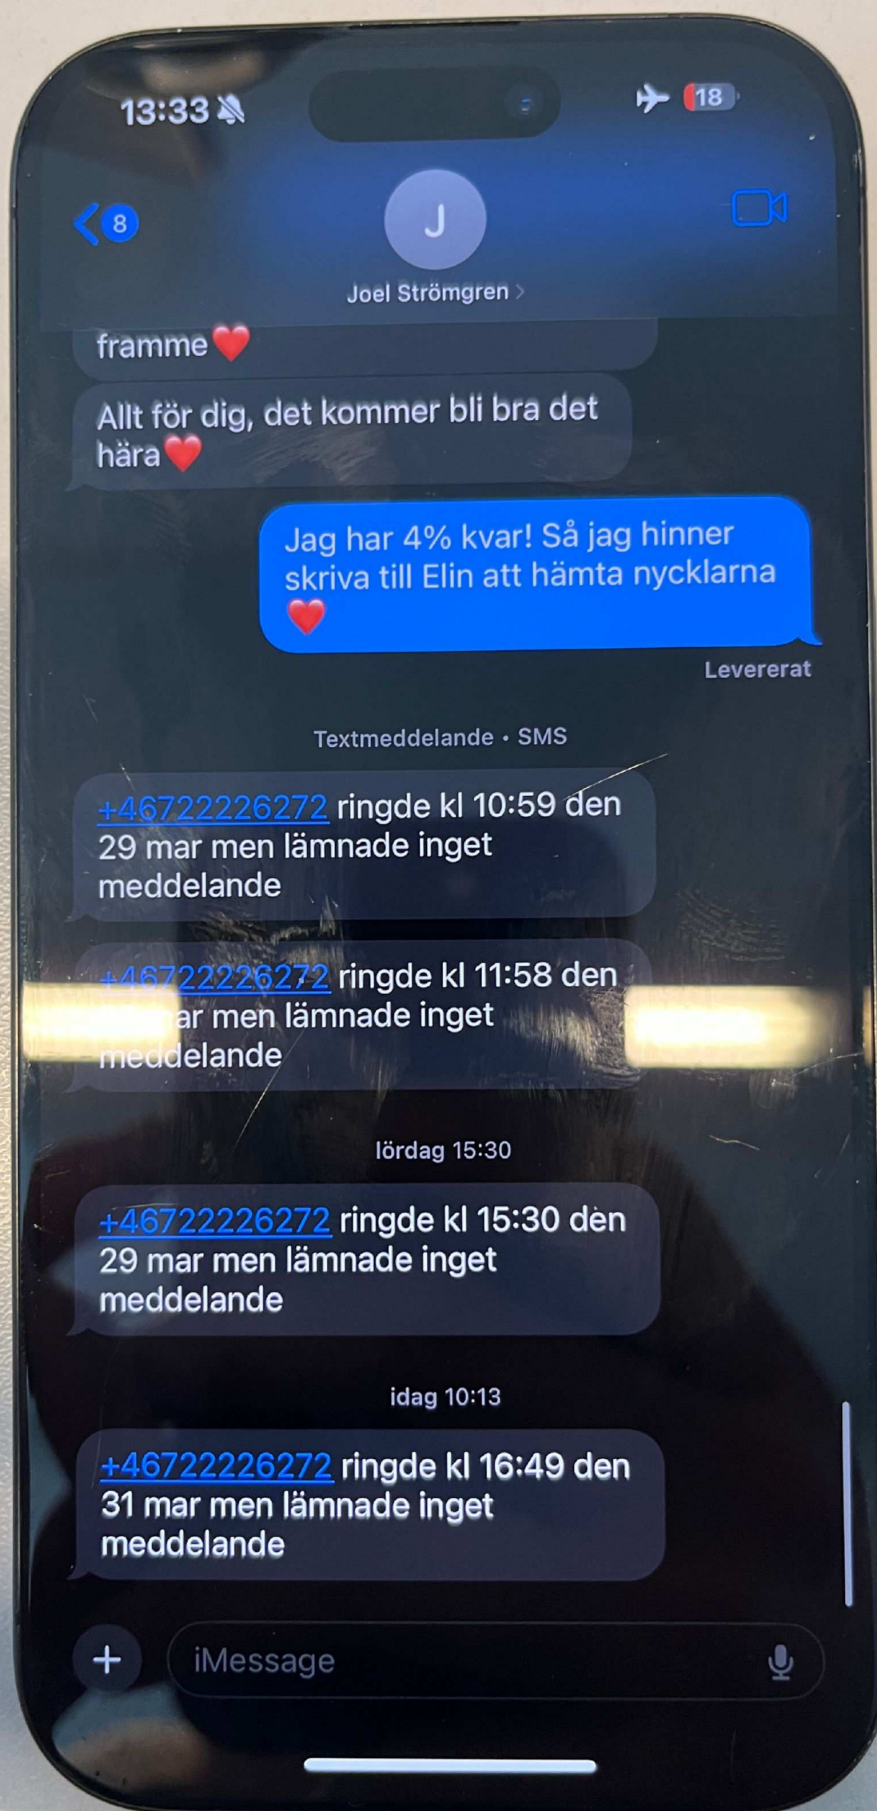 13:33
18
8
J
Joel Strömgren
framme❤️
Allt för dig, det kommer bli bra det
hära❤️
Jag har 4% kvar! Så jag hinner
skriva till Elin att hämta nycklarna
❤️
Levererat
Textmeddelande • SMS
+46722226272 ringde kl 10:59 den
29 mar men lämnade inget
meddelande
+46722226272 ringde kl 11:58 den
ar men lämnade inget
meddelande
lördag 15:30
+46722226272 ringde kl 15:30 den
29 mar men lämnade inget
meddelande
idag 10:13
+46722226272 ringde kl 16:49 den
31 mar men lämnade inget
meddelande
iMessage